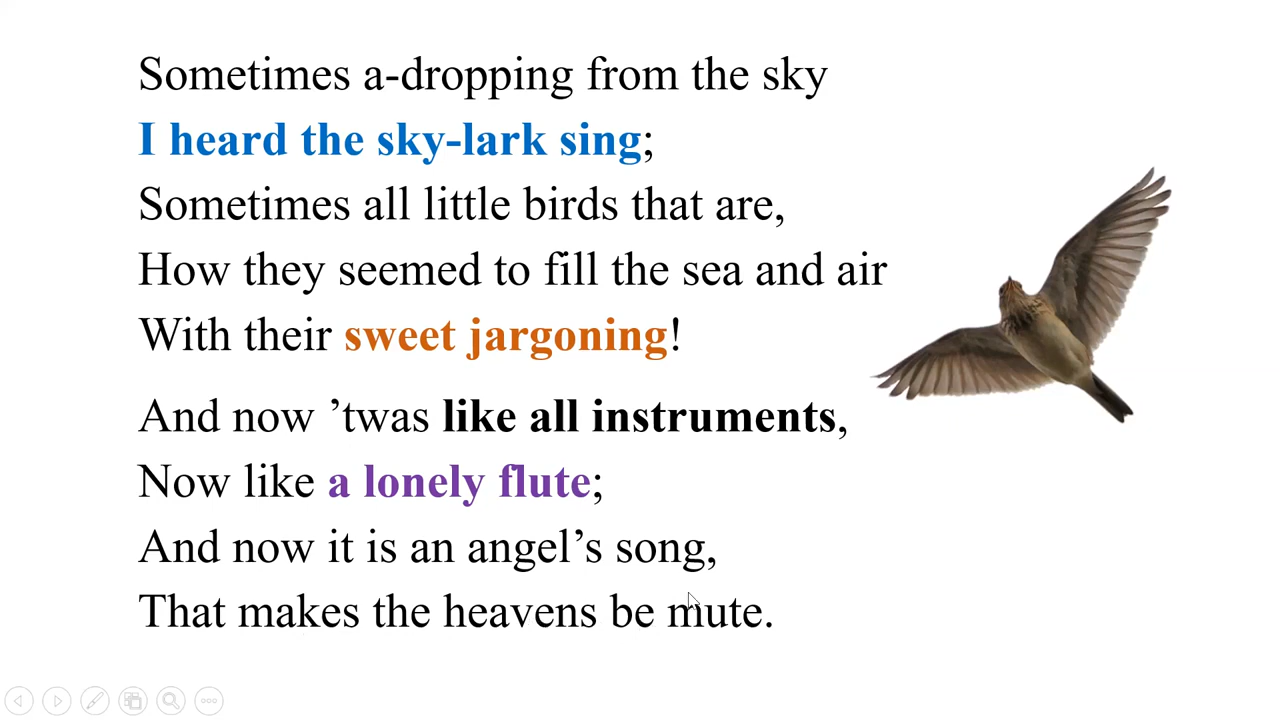 Sometimes a-dropping from the sky
I heard the sky-lark sing;
Sometimes all little birds that are,
How they seemed to fill the sea and air
With their sweet jargoning!
And now ’twas like all instruments,
Now like a lonely flute;
And now it is an angel’s song,
That makes the heavens be mute.